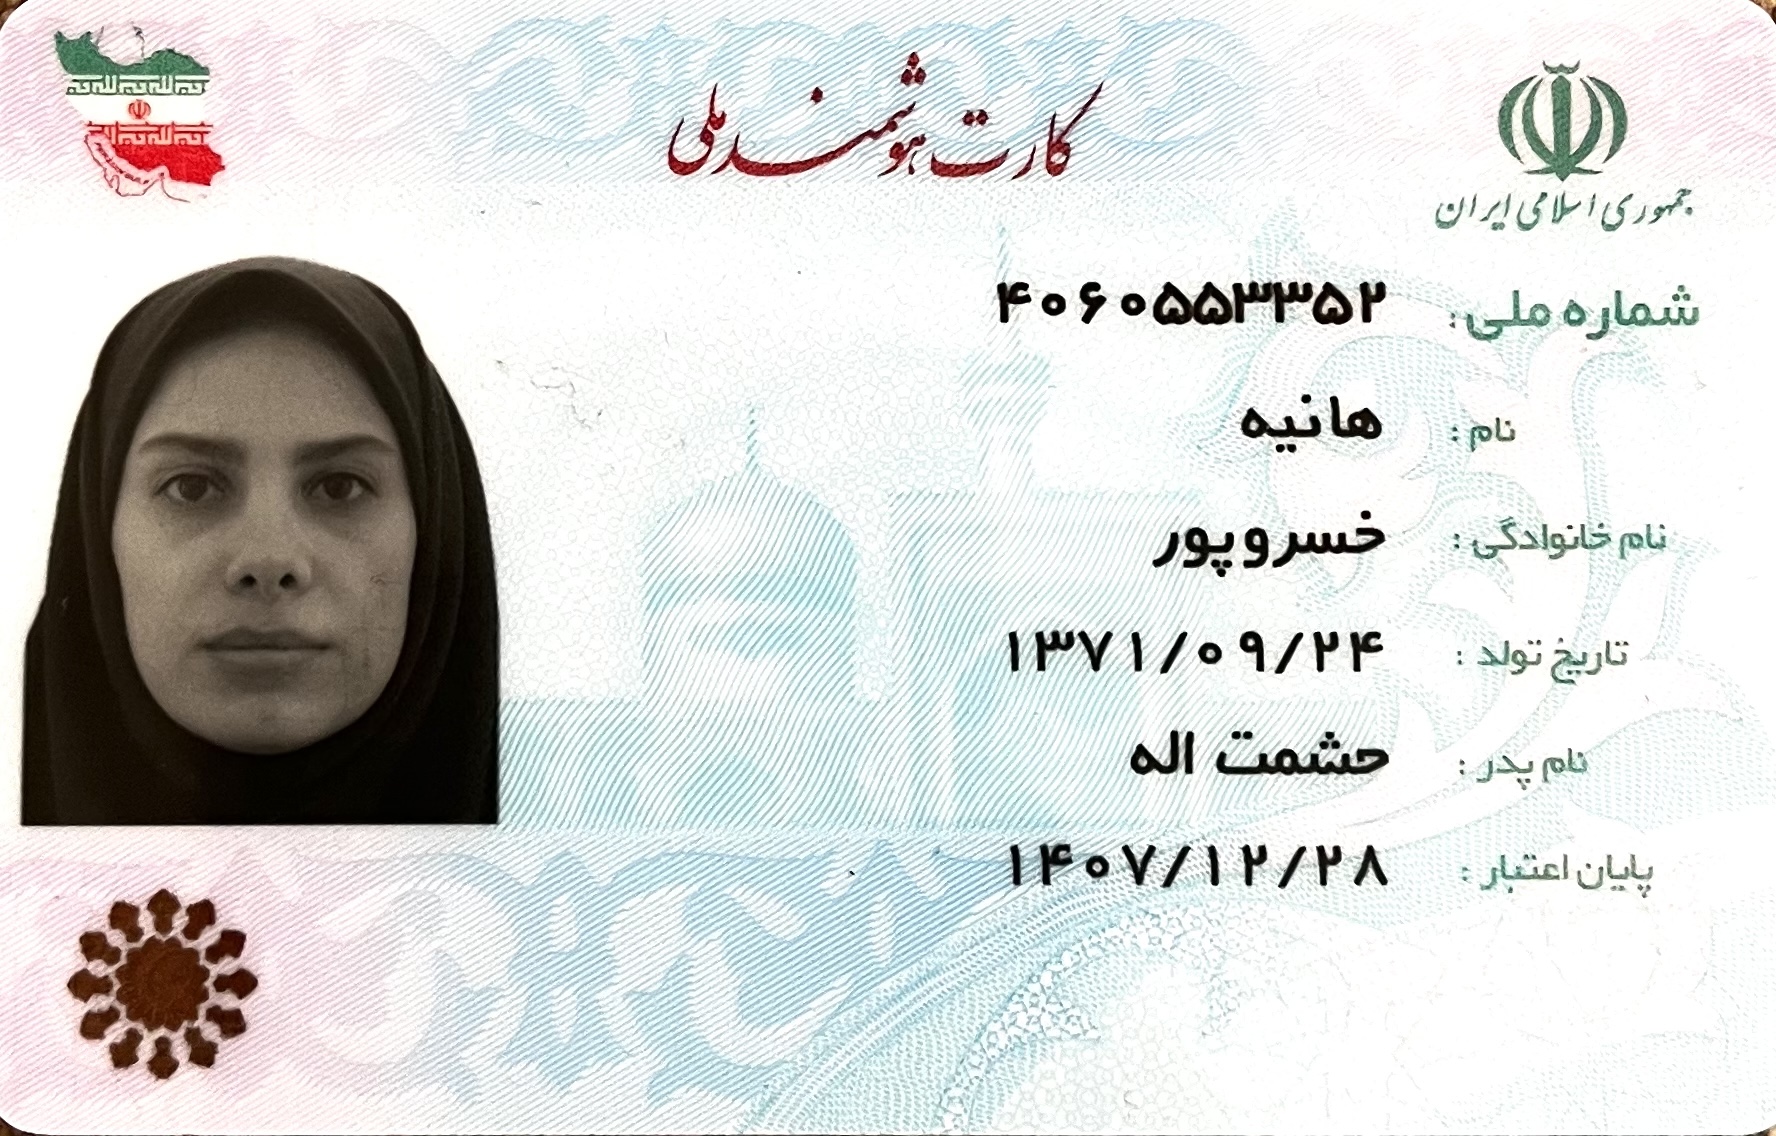 کارت هوشمند ملی
جمهوری اسلامی ایران
شماره ملی: ۴۰۶۰۵۵۳۳۵۲
نام: هانیه
نام خانوادگی: خسروپور
تاریخ تولد: ۱۳۷۱/۰۹/۲۴
نام پدر: حشمت اله
پایان اعتبار: ۱۴۰۷/۱۲/۲۸